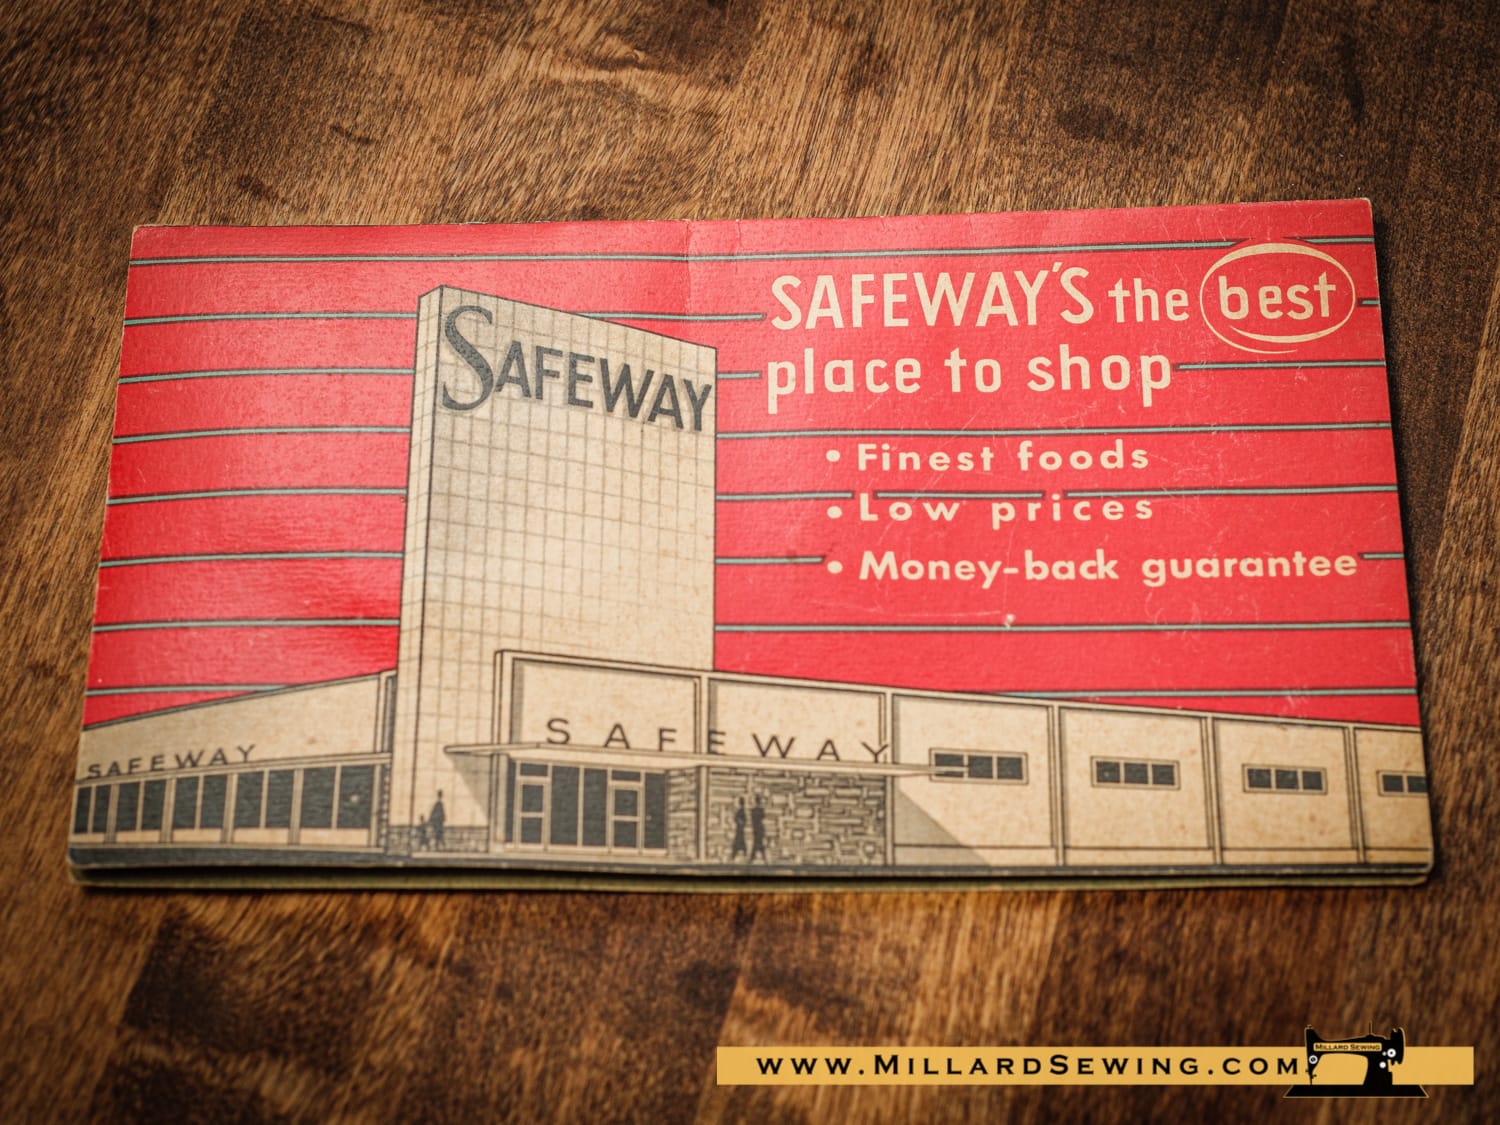 SAFEWAY'S the best
place to shop
• Finest foods
• Low prices
• Money-back guarantee
SAFEWAY
SAFEWAY
SAFEWAY
www.MillardSewing.com
Millard Sewing